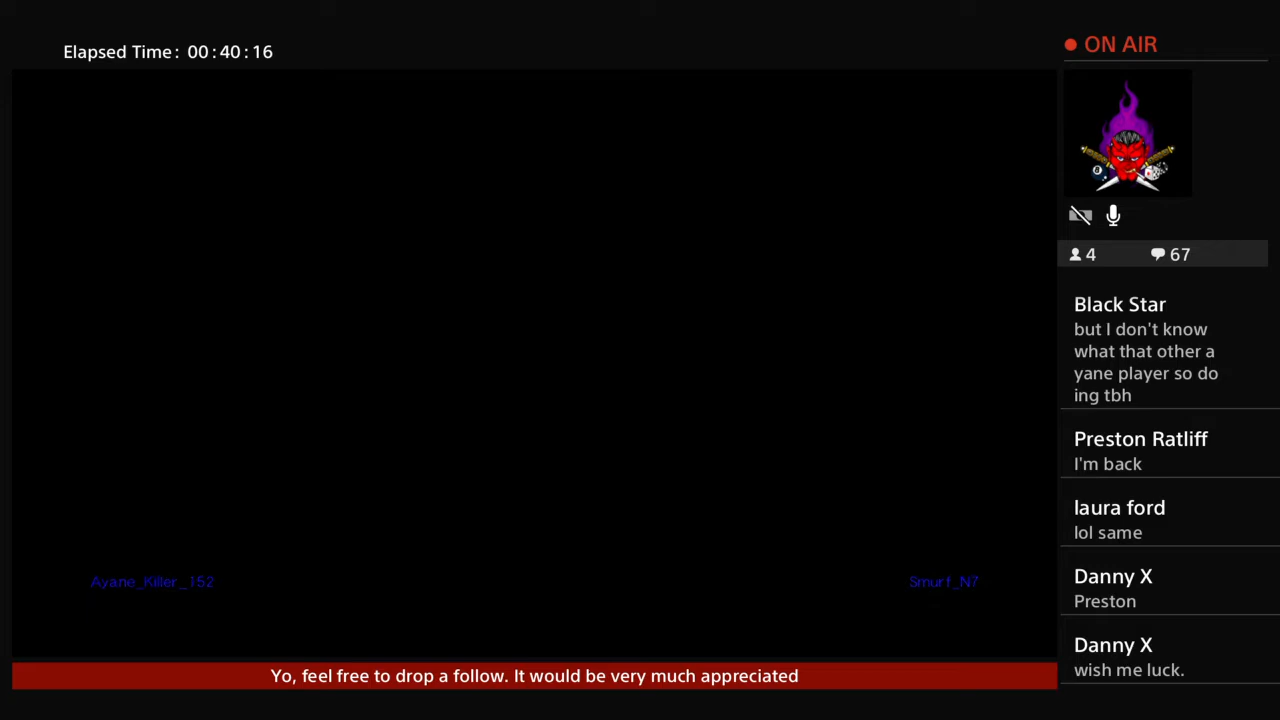 Elapsed Time: 00:40:16
ON AIR
4 67
Black Star
but I don't know
what that other a
yane player so do
ing tbh
Preston Ratliff
I'm back
laura ford
lol same
Danny X
Preston
Danny X
wish me luck.
Ayane_Killer_152 Smurf_N7
Yo, feel free to drop a follow. It would be very much appreciated